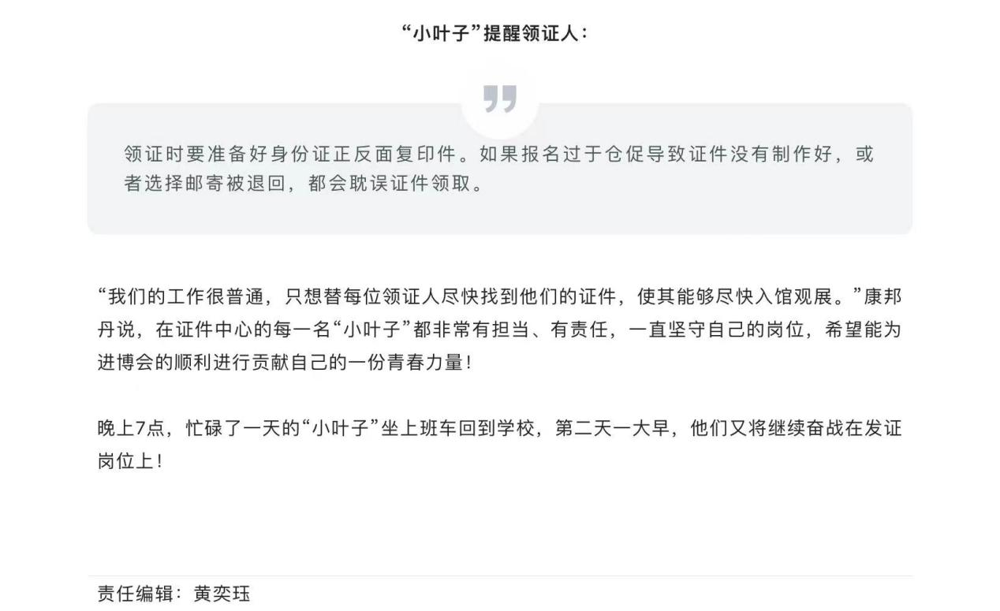 “小叶子”提醒领证人：
领证时要准备好身份证正反面复印件。如果报名过于仓促导致证件没有制作好，或
者选择邮寄被退回，都会耽误证件领取。
“我们的工作很普通，只想替每位领证人尽快找到他们的证件，使其能够尽快入馆观展。”康邦
丹说，在证件中心的每一名“小叶子”都非常有担当、有责任，一直坚守自己的岗位，希望能为
进博会的顺利进行贡献自己的一份青春力量！
晚上7点，忙碌了一天的“小叶子”坐上班车回到学校，第二天一大早，他们又将继续奋战在发证
岗位上！
责任编辑：黄奕珏